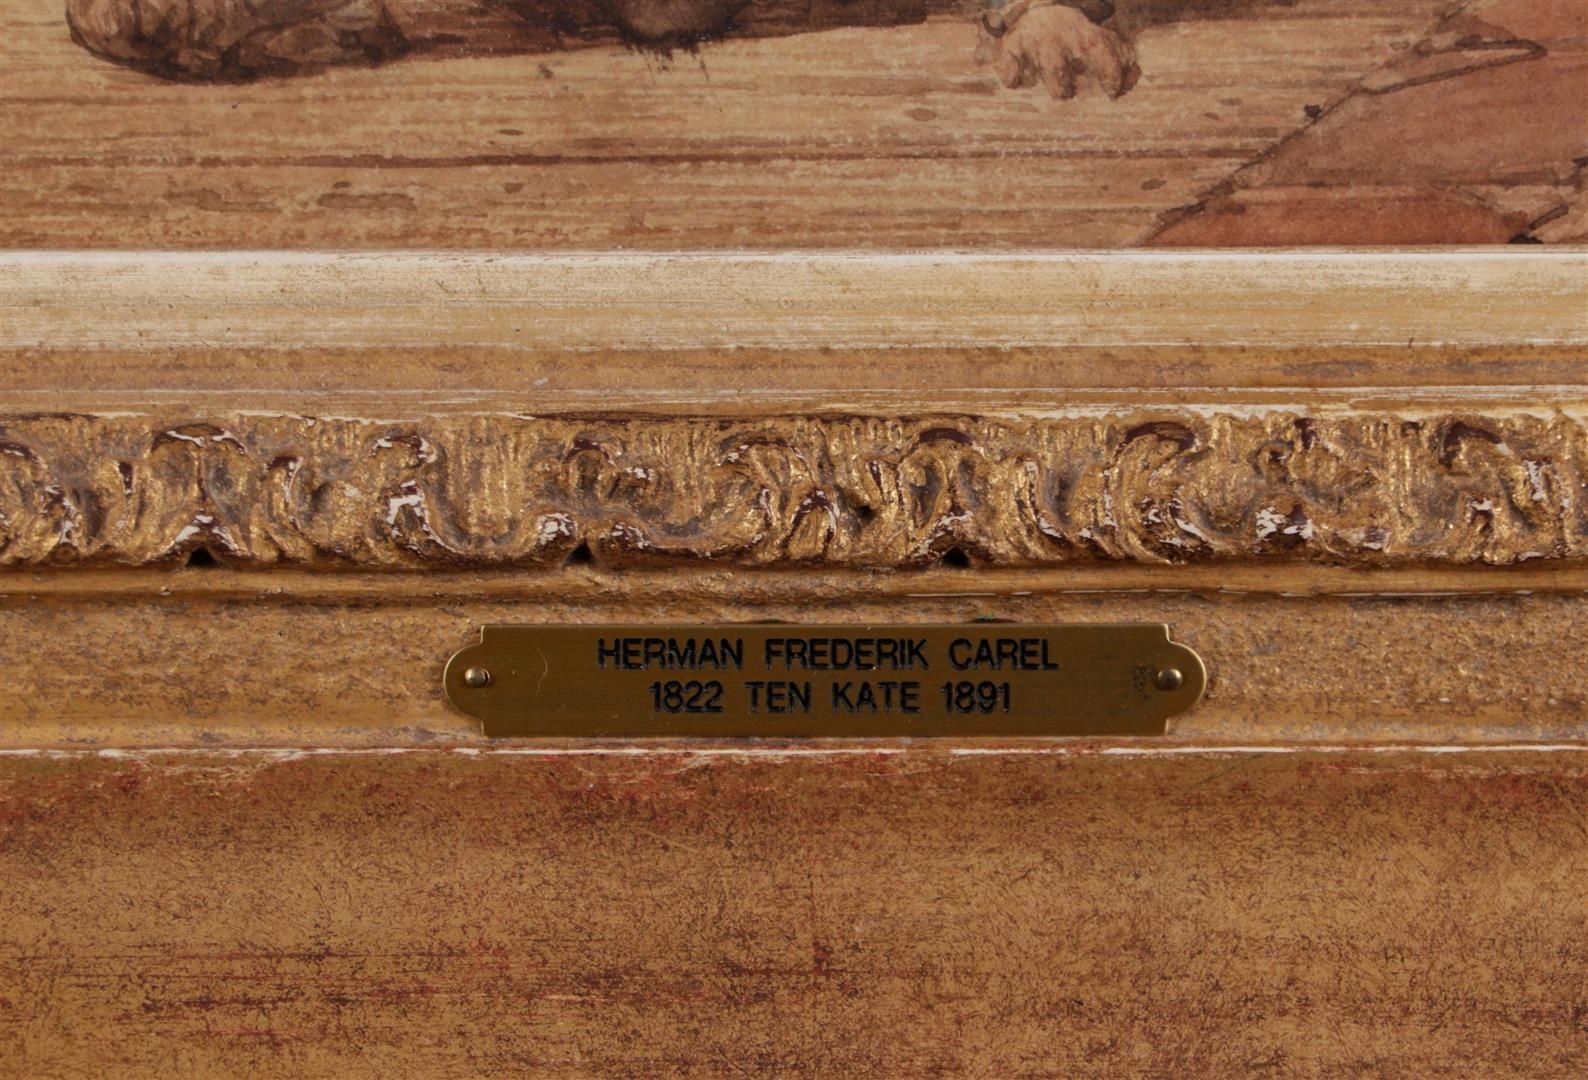 HERMAN FREDERIK CAREL
1822 TEN KATE 1891